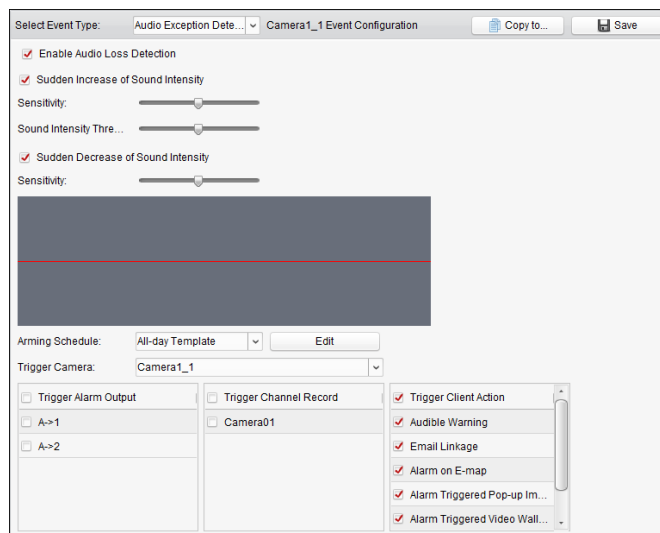 Select Event Type: Audio Exception Dete... Camera1_1 Event Configuration Copy to... Save
Enable Audio Loss Detection
Sudden Increase of Sound Intensity
Sensitivity:
Sound Intensity Thre...
Sudden Decrease of Sound Intensity
Sensitivity:
Arming Schedule: All-day Template Edit
Trigger Camera: Camera1_1
Trigger Alarm Output Trigger Channel Record Trigger Client Action
A->1 Camera01 Audible Warning
A->2 Email Linkage
Alarm on E-map
Alarm Triggered Pop-up Im...
Alarm Triggered Video Wall...